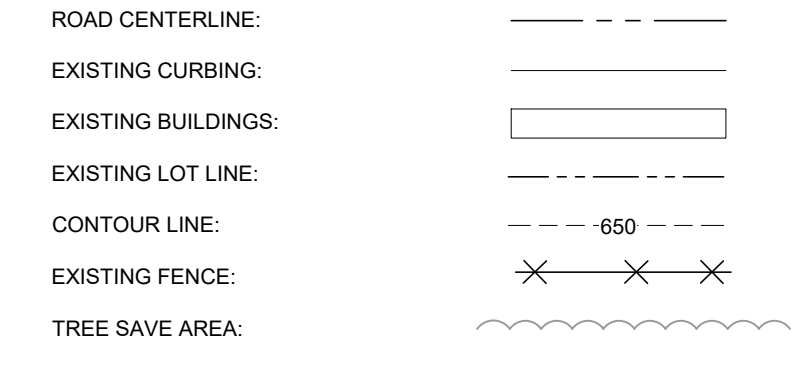 ROAD CENTERLINE:
EXISTING CURBING:
EXISTING BUILDINGS:
EXISTING LOT LINE:
CONTOUR LINE: 650
EXISTING FENCE:
TREE SAVE AREA: